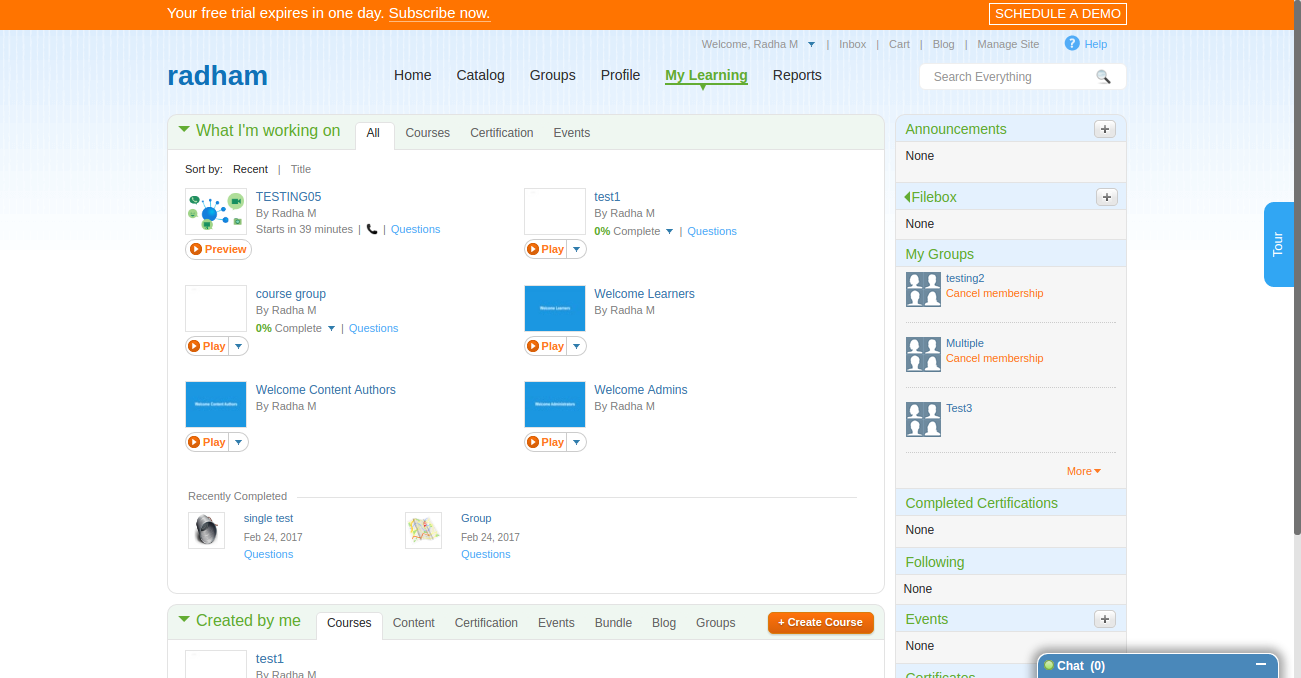 Your free trial expires in one day. Subscribe now.
SCHEDULE A DEMO
Welcome, Radha M | Inbox | Cart | Blog | Manage Site ? Help
radham
Home Catalog Groups Profile My Learning Reports
Search Everything
What I'm working on
All Courses Certification Events
Sort by: Recent | Title
TESTING05
By Radha M
Starts in 39 minutes | | Questions
Preview
test1
By Radha M
0% Complete | Questions
Play
course group
By Radha M
0% Complete | Questions
Play
Welcome Learners
Welcome Learners
By Radha M
Play
Welcome Content Authors
Welcome Content Authors
By Radha M
Play
Welcome Administrators
Welcome Admins
By Radha M
Play
Recently Completed
single test
Feb 24, 2017
Questions
Group
Feb 24, 2017
Questions
Created by me
Courses Content Certification Events Bundle Blog Groups
+ Create Course
test1
By Radha M
Announcements +
None
Filebox +
None
My Groups
testing2
Cancel membership
Multiple
Cancel membership
Test3
More
Completed Certifications
None
Following
None
Events +
None
Certificates
Tour
Chat (0)